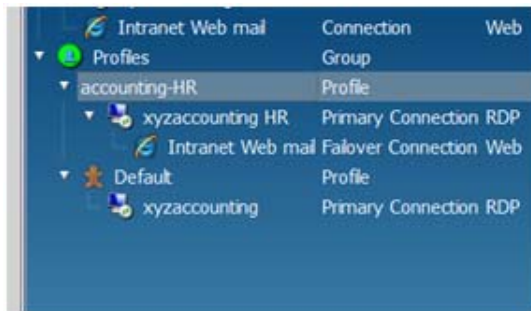 Intranet Web mail Connection Web
Profiles Group
accounting-HR Profile
xyzaccounting HR Primary Connection RDP
Intranet Web mail Failover Connection Web
Default Profile
xyzaccounting Primary Connection RDP